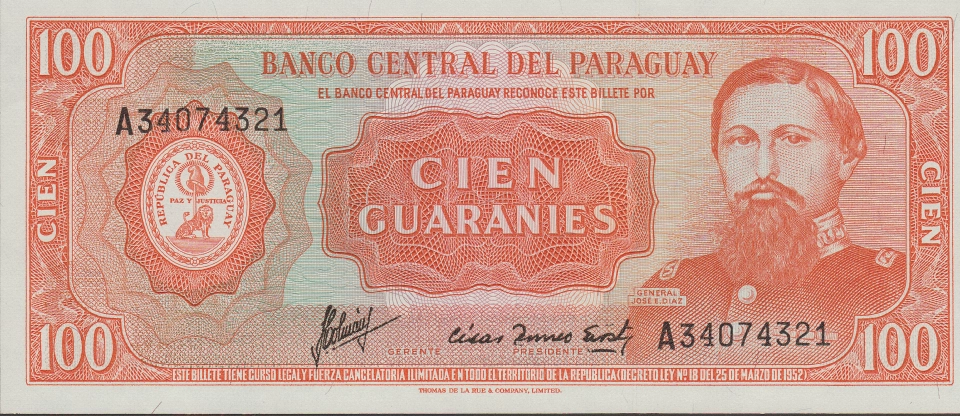 100
100
BANCO CENTRAL DEL PARAGUAY
EL BANCO CENTRAL DEL PARAGUAY RECONOCE ESTE BILLETE POR
A34074321
CIEN
REPÚBLICA DEL PARAGUAY
PAZ Y JUSTICIA
CIEN
GUARANIES
CIEN
GENERAL
JOSE E. DIAZ
A34074321
GERENTE
PRESIDENTE
100
100
ESTE BILLETE TIENE CURSO LEGAL Y FUERZA CANCELATORIA ILIMITADA EN TODO EL TERRITORIO DE LA REPUBLICA (DECRETO LEY Nº 18 DEL 25 DE MARZO DE 1952)
THOMAS DE LA RUE & COMPANY, LIMITED.